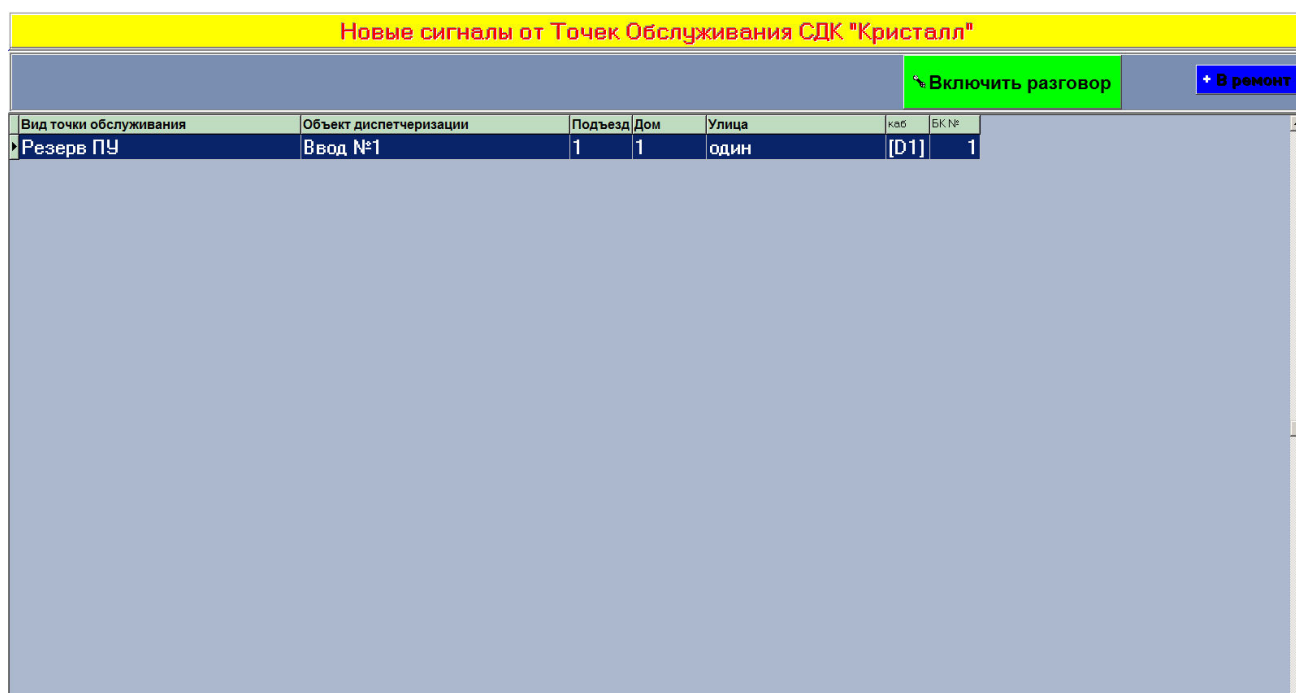 Новые сигналы от Точек Обслуживания СДК "Кристалл"
Включить разговор
+ В ремонт
Вид точки обслуживания Объект диспетчеризации Подъезд Дом Улица каб БК №
Резерв ПУ Ввод №1 1 1 один [D1] 1